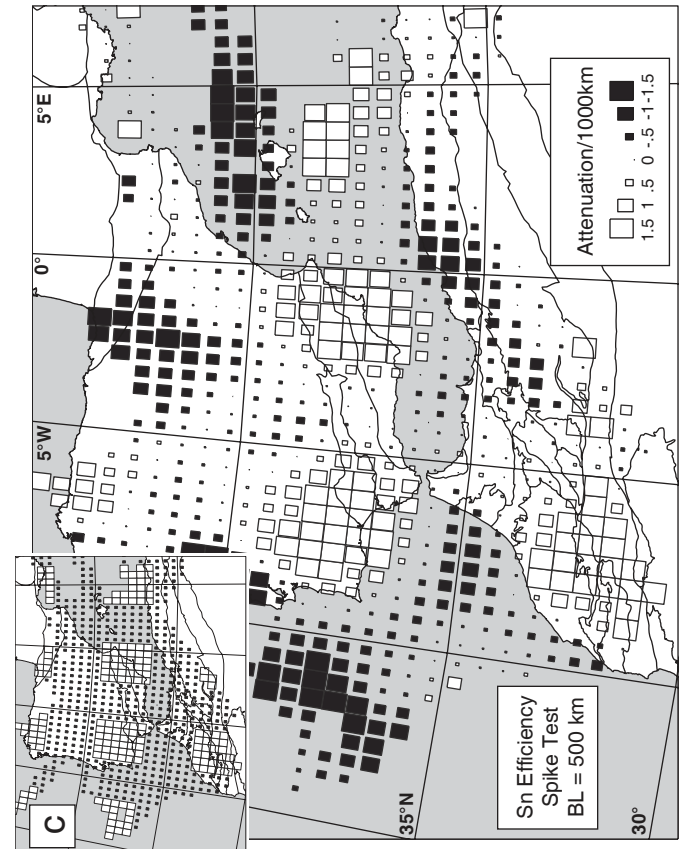 5°E
0°
5°W
C
35°N
30°
Attenuation/1000km
1.5 1 .5 0 -.5 -1 -1.5
Sn Efficiency
Spike Test
BL = 500 km